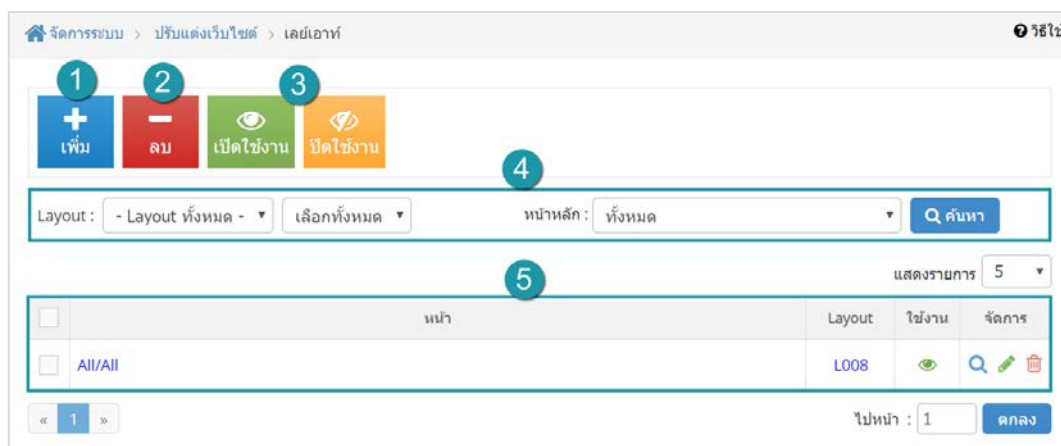 จัดการระบบ > ปรับแต่งเว็บไซต์ > เลย์เอาท์
1 2 3
เพิ่ม ลบ เปิดใช้งาน ปิดใช้งาน
4
Layout : - Layout ทั้งหมด - เลือกทั้งหมด หน้าหลัก : ทั้งหมด ค้นหา
แสดงรายการ 5
5
หน้า Layout ใช้งาน จัดการ
All/All L008
« 1 » ไปหน้า : 1 ตกลง